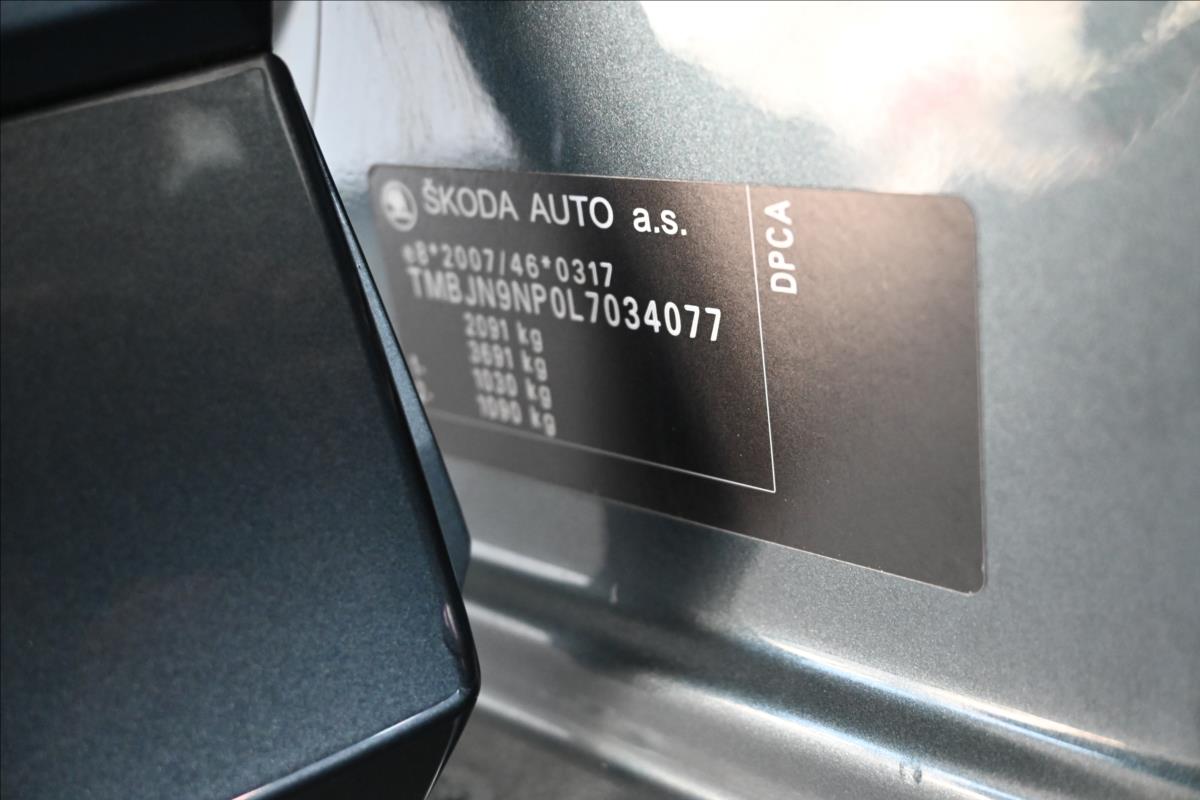 ŠKODA AUTO a.s.
e8*2007/46*0317
TMBJN9NP0L7034077
2091 kg
3691 kg
1030 kg
1090 kg
DPCA